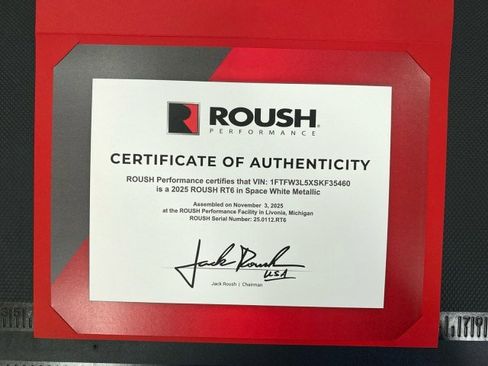 ROUSH
PERFORMANCE
CERTIFICATE OF AUTHENTICITY
ROUSH Performance certifies that VIN: 1FTFW3L5XSKF35460
is a 2025 ROUSH RT6 in Space White Metallic
Assembled on November 3, 2025
at the ROUSH Performance Facility in Livonia, Michigan
ROUSH Serial Number: 25.0112.RT6
Jack Roush
USA
Jack Roush | Chairman